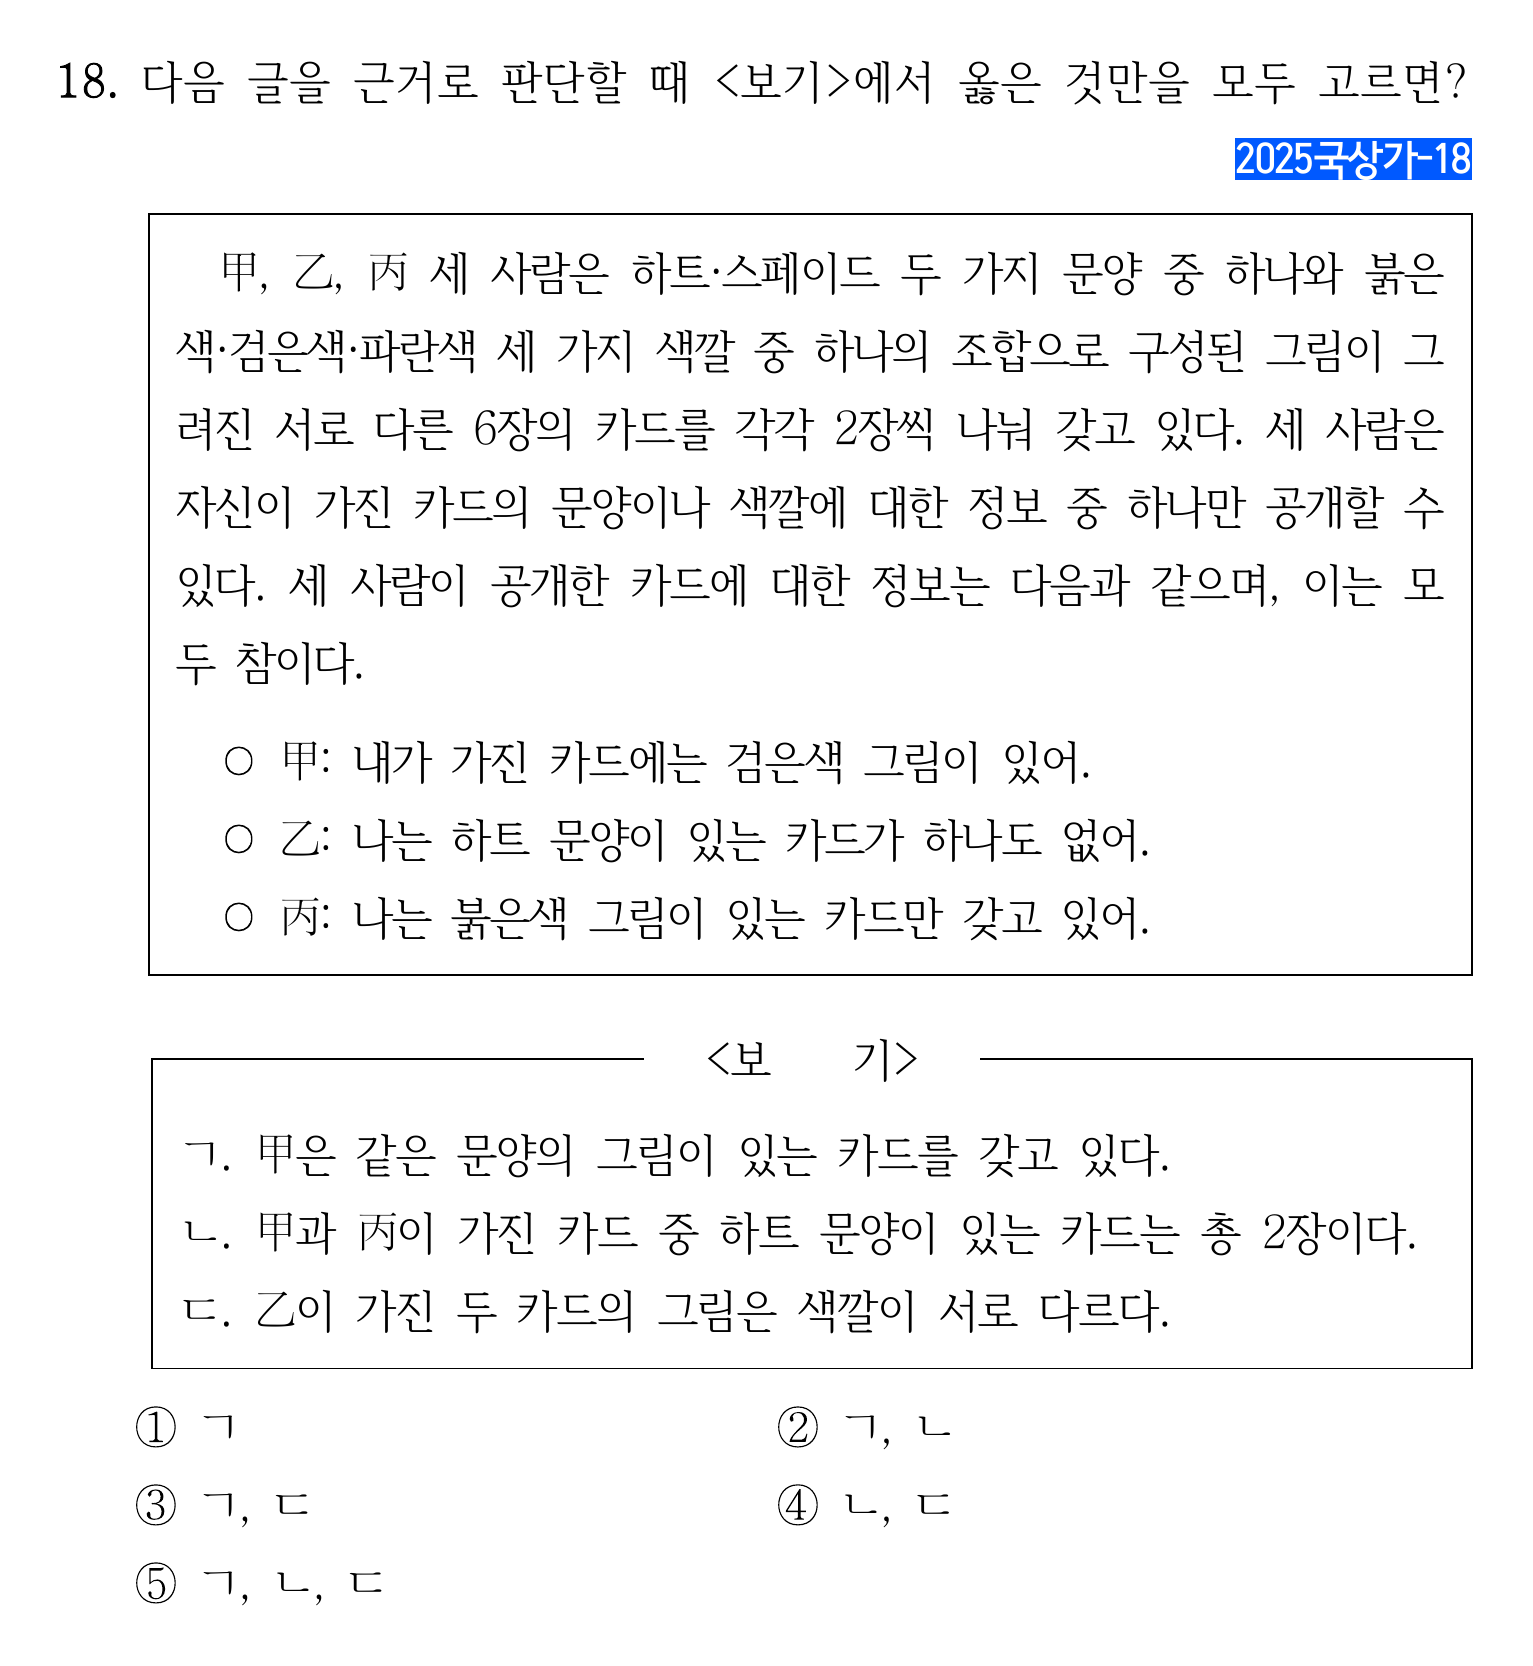 18. 다음 글을 근거로 판단할 때 <보기>에서 옳은 것만을 모두 고르면?
2025국상가-18
甲, 乙, 丙 세 사람은 하트·스페이드 두 가지 문양 중 하나와 붉은
색·검은색·파란색 세 가지 색깔 중 하나의 조합으로 구성된 그림이 그
려진 서로 다른 6장의 카드를 각각 2장씩 나눠 갖고 있다. 세 사람은
자신이 가진 카드의 문양이나 색깔에 대한 정보 중 하나만 공개할 수
있다. 세 사람이 공개한 카드에 대한 정보는 다음과 같으며, 이는 모
두 참이다.
○ 甲: 내가 가진 카드에는 검은색 그림이 있어.
○ 乙: 나는 하트 문양이 있는 카드가 하나도 없어.
○ 丙: 나는 붉은색 그림이 있는 카드만 갖고 있어.
<보 기>
ㄱ. 甲은 같은 문양의 그림이 있는 카드를 갖고 있다.
ㄴ. 甲과 丙이 가진 카드 중 하트 문양이 있는 카드는 총 2장이다.
ㄷ. 乙이 가진 두 카드의 그림은 색깔이 서로 다르다.
① ㄱ ② ㄱ, ㄴ
③ ㄱ, ㄷ ④ ㄴ, ㄷ
⑤ ㄱ, ㄴ, ㄷ